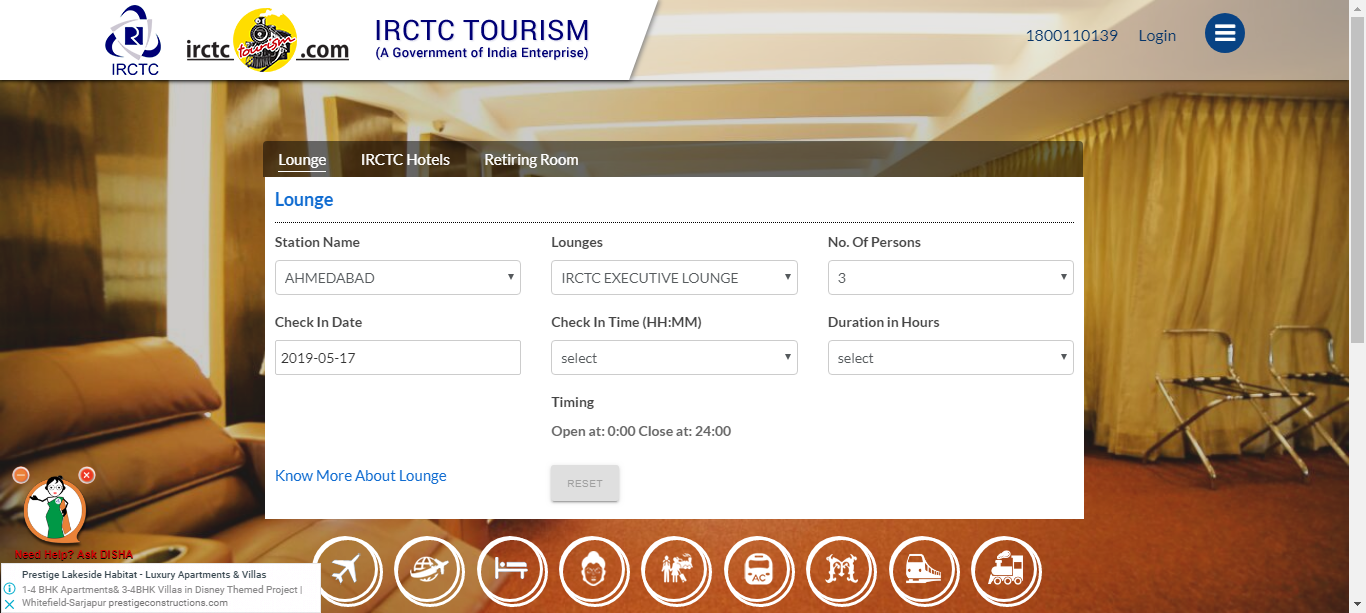 IRCTC
irctc tourism .com
IRCTC TOURISM
(A Government of India Enterprise)
1800110139 Login
Lounge IRCTC Hotels Retiring Room
Lounge
Station Name Lounges No. Of Persons
AHMEDABAD IRCTC EXECUTIVE LOUNGE 3
Check In Date Check In Time (HH:MM) Duration in Hours
2019-05-17 select select
Timing
Open at: 0:00 Close at: 24:00
Know More About Lounge RESET
Need Help? Ask DISHA
AC
Prestige Lakeside Habitat - Luxury Apartments & Villas
1-4 BHK Apartments& 3-4BHK Villas in Disney Themed Project |
Whitefield-Sarjapur prestigeconstructions.com